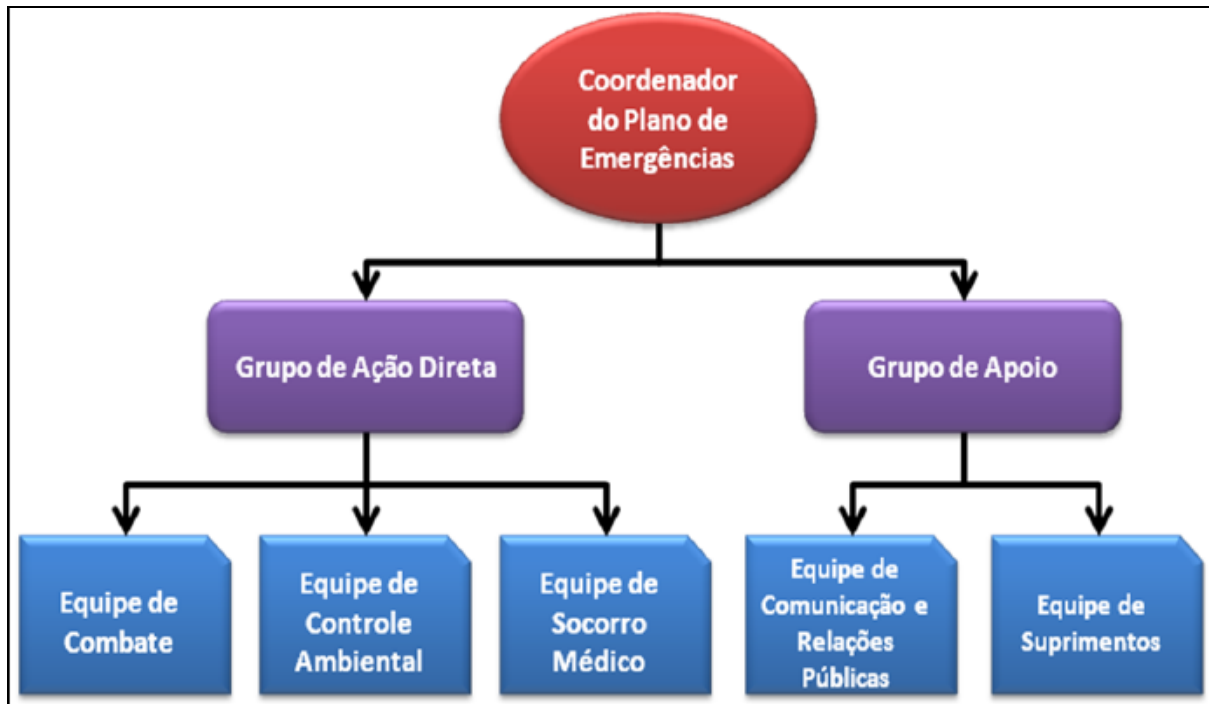 Coordenador
do Plano de
Emergências
Grupo de Ação Direta
Grupo de Apoio
Equipe de
Combate
Equipe de
Controle
Ambiental
Equipe de
Socorro
Médico
Equipe de
Comunicação e
Relações
Públicas
Equipe de
Suprimentos